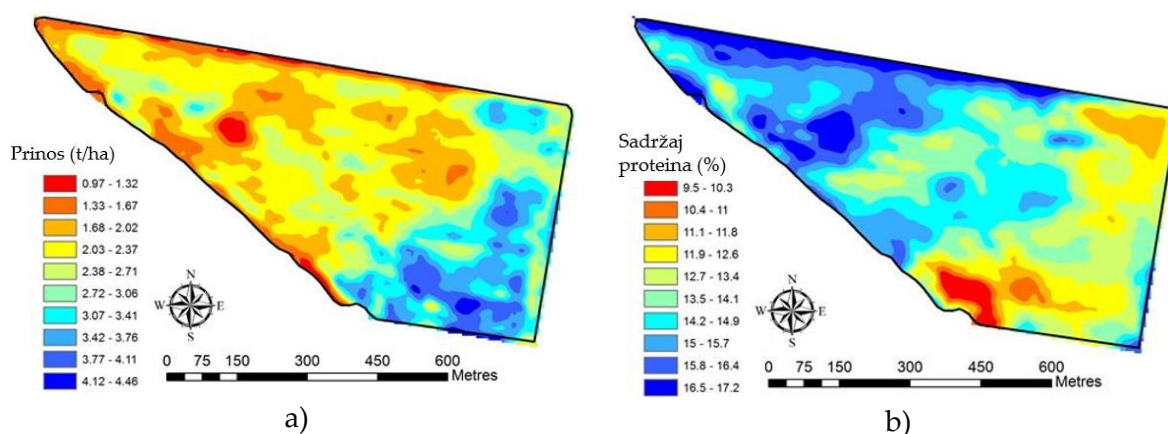 Prinos (t/ha)
0.97 - 1.32
1.33 - 1.67
1.68 - 2.02
2.03 - 2.37
2.38 - 2.71
2.72 - 3.06
3.07 - 3.41
3.42 - 3.76
3.77 - 4.11
4.12 - 4.46
N
W E
S
0 75 150 300 450 600
Metres
a)
Sadržaj
proteina (%)
9.5 - 10.3
10.4 - 11
11.1 - 11.8
11.9 - 12.6
12.7 - 13.4
13.5 - 14.1
14.2 - 14.9
15 - 15.7
15.8 - 16.4
16.5 - 17.2
N
W E
S
0 75 150 300 450 600
Metres
b)